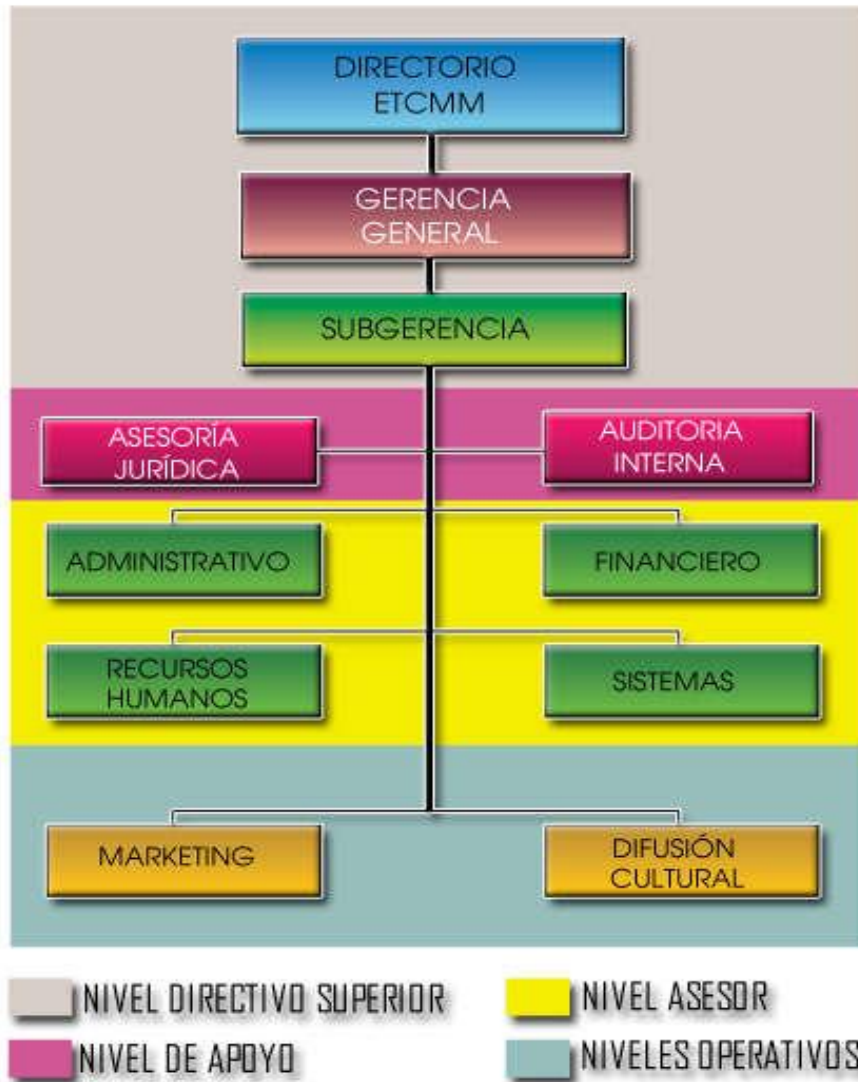 DIRECTORIO
ETCMM
GERENCIA
GENERAL
SUBGERENCIA
ASESORÍA
JURÍDICA
AUDITORIA
INTERNA
ADMINISTRATIVO
FINANCIERO
RECURSOS
HUMANOS
SISTEMAS
MARKETING
DIFUSIÓN
CULTURAL
NIVEL DIRECTIVO SUPERIOR
NIVEL ASESOR
NIVEL DE APOYO
NIVELES OPERATIVOS